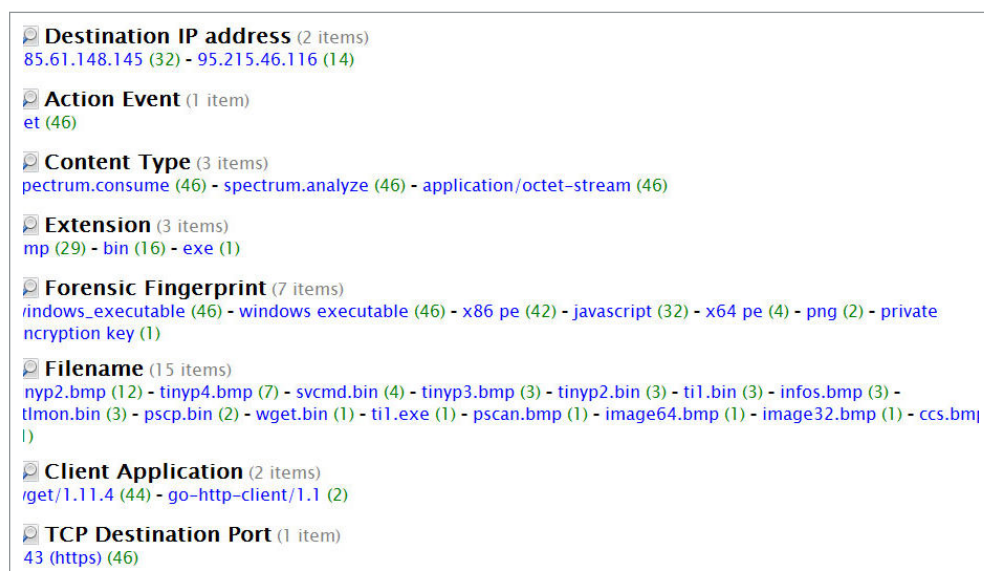 Destination IP address (2 items)
85.61.148.145 (32) - 95.215.46.116 (14)
Action Event (1 item)
et (46)
Content Type (3 items)
pectrum.consume (46) - spectrum.analyze (46) - application/octet-stream (46)
Extension (3 items)
mp (29) - bin (16) - exe (1)
Forensic Fingerprint (7 items)
indows_executable (46) - windows executable (46) - x86 pe (42) - javascript (32) - x64 pe (4) - png (2) - private
ncryption key (1)
Filename (15 items)
nyp2.bmp (12) - tinyp4.bmp (7) - svcmd.bin (4) - tinyp3.bmp (3) - tinyp2.bin (3) - ti1.bin (3) - infos.bmp (3) -
tlmon.bin (3) - pscp.bin (2) - wget.bin (1) - ti1.exe (1) - pscan.bmp (1) - image64.bmp (1) - image32.bmp (1) - ccs.bmp
1)
Client Application (2 items)
get/1.11.4 (44) - go-http-client/1.1 (2)
TCP Destination Port (1 item)
43 (https) (46)